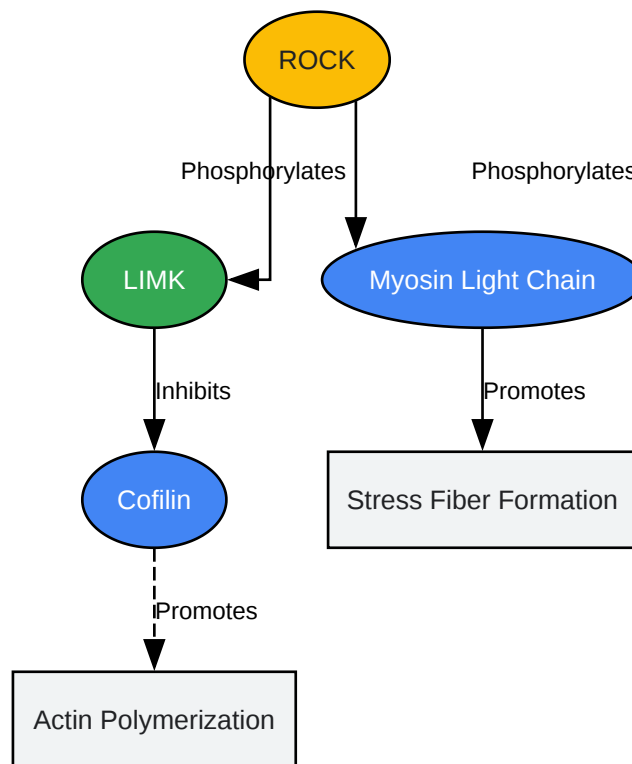 ROCK
Phosphorylates
Phosphorylates
LIMK
Myosin Light Chain
Inhibits
Promotes
Cofilin
Stress Fiber Formation
Promotes
Actin Polymerization